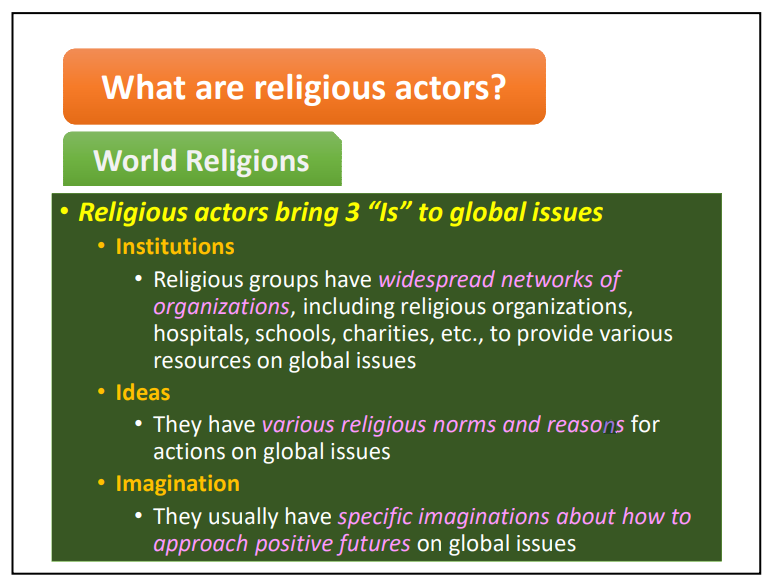 What are religious actors?
World Religions
• Religious actors bring 3 “Is” to global issues
• Institutions
• Religious groups have widespread networks of
organizations, including religious organizations,
hospitals, schools, charities, etc., to provide various
resources on global issues
• Ideas
• They have various religious norms and reasons for
actions on global issues
• Imagination
• They usually have specific imaginations about how to
approach positive futures on global issues